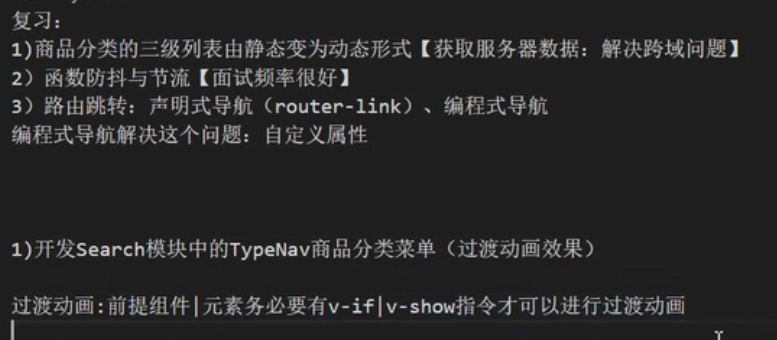 复习：
1)商品分类的三级列表由静态变为动态形式【获取服务器数据：解决跨域问题】
2）函数防抖与节流【面试频率很好】
3）路由跳转：声明式导航（router-link）、编程式导航
编程式导航解决这个问题：自定义属性
1)开发Search模块中的TypeNav商品分类菜单（过渡动画效果）
过渡动画:前提组件|元素务必要有v-if|v-show指令才可以进行过渡动画